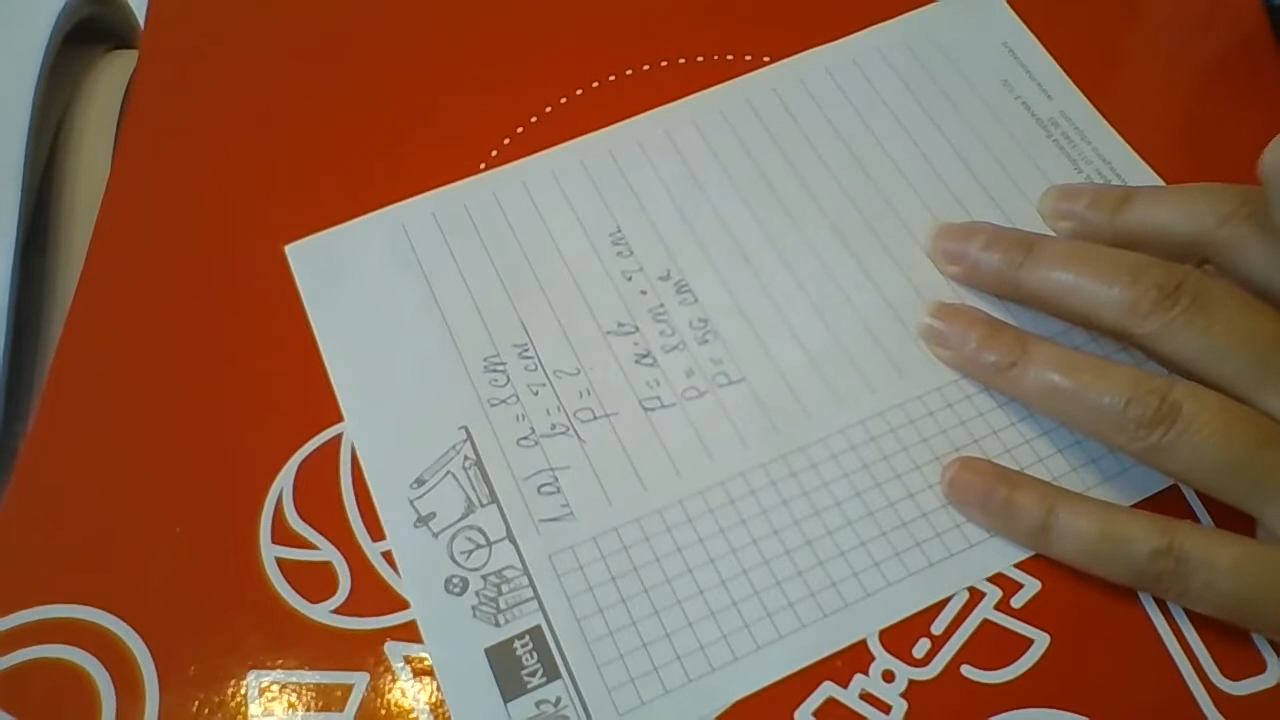 1.a) a = 8 cm
b = 7 cm
P = ?
P = a · b
P = 8 cm · 7 cm
P = 56 cm²
Klett